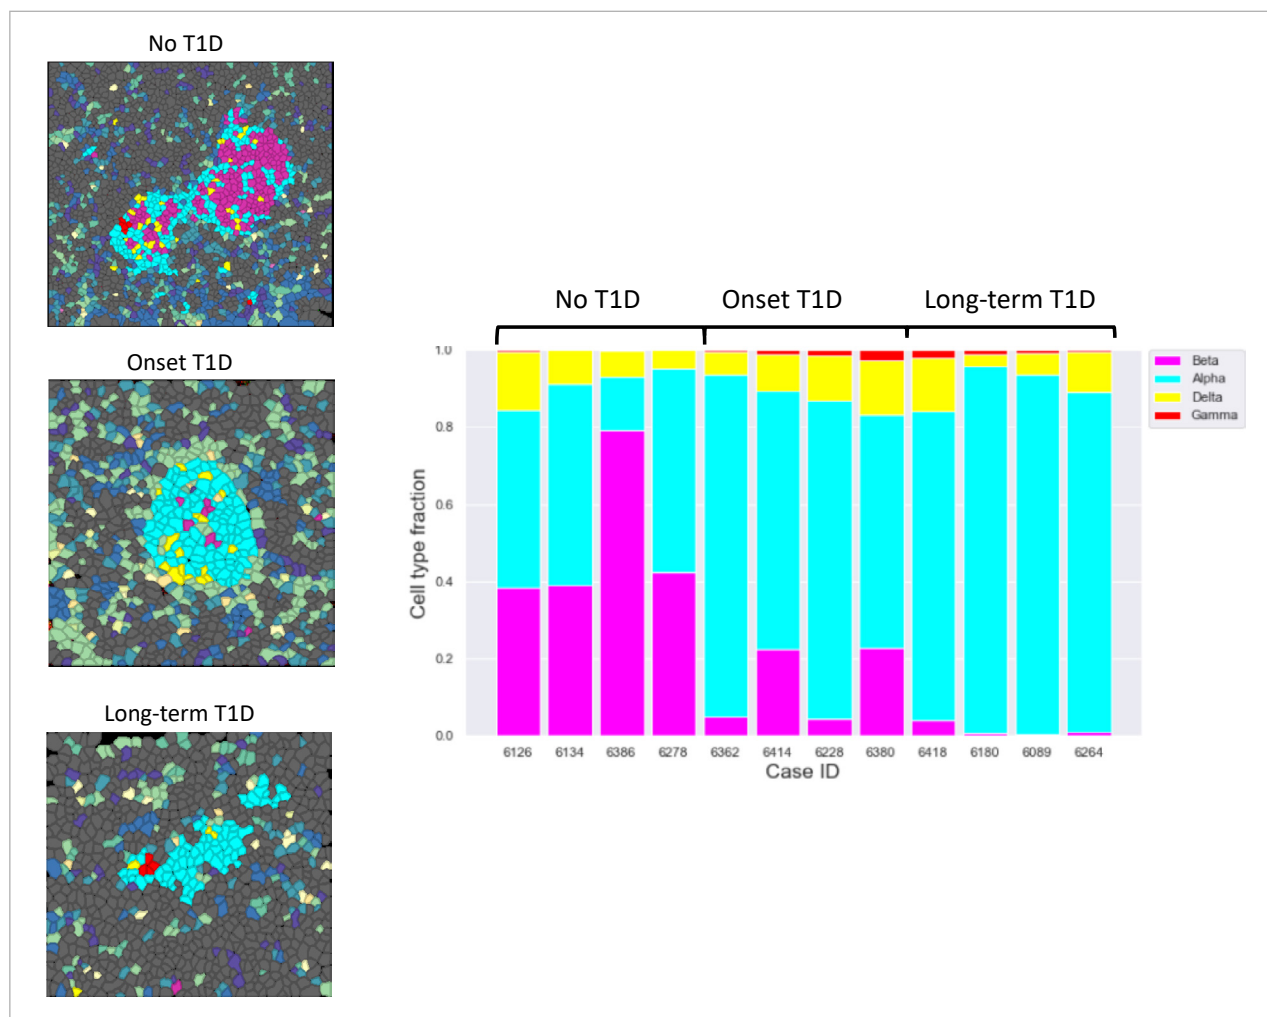 No T1D
Onset T1D
Long-term T1D
No T1D Onset T1D Long-term T1D
1.0
0.8
0.6
0.4
0.2
0.0
Cell type fraction
6126 6134 6386 6278 6362 6414 6228 6380 6418 6180 6089 6264
Case ID
Beta
Alpha
Delta
Gamma